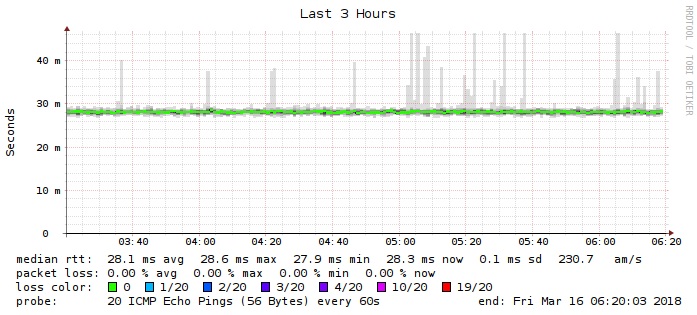 Last 3 Hours
RRDTOOL / TOBI OETIKER
Seconds
40 m
30 m
20 m
10 m
0
03:40 04:00 04:20 04:40 05:00 05:20 05:40 06:00 06:20
median rtt: 28.1 ms avg 28.6 ms max 27.9 ms min 28.3 ms now 0.1 ms sd 230.7 am/s
packet loss: 0.00 % avg 0.00 % max 0.00 % min 0.00 % now
loss color: 0 1/20 2/20 3/20 4/20 10/20 19/20
probe: 20 ICMP Echo Pings (56 Bytes) every 60s end: Fri Mar 16 06:20:03 2018